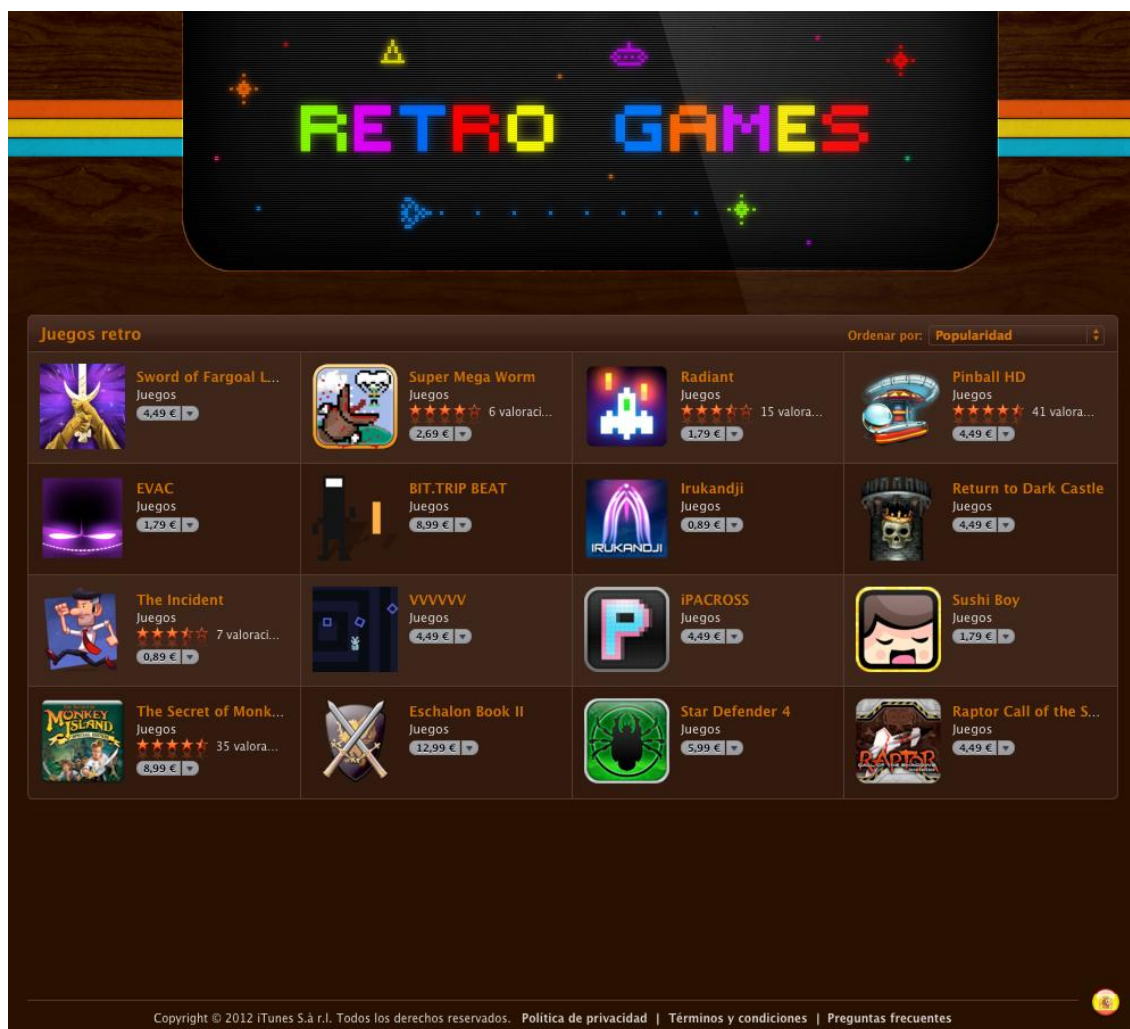 RETRO GAMES
Juegos retro
Ordenar por: Popularidad
Sword of Fargoal L...
Juegos
4,49 €
Super Mega Worm
Juegos
6 valoraci...
2,69 €
Radiant
Juegos
15 valora...
1,79 €
Pinball HD
Juegos
41 valora...
4,49 €
EVAC
Juegos
1,79 €
BIT.TRIP BEAT
Juegos
8,99 €
IRUKANDJI
Irukandji
Juegos
0,89 €
Return to Dark Castle
Juegos
4,49 €
The Incident
Juegos
7 valoraci...
0,89 €
VVVVVV
Juegos
4,49 €
P
iPACROSS
Juegos
4,49 €
Sushi Boy
Juegos
1,79 €
The Secret of
MONKEY
ISLAND
SPECIAL EDITION
The Secret of Monk...
Juegos
35 valora...
8,99 €
Eschalon Book II
Juegos
12,99 €
Star Defender 4
Juegos
5,99 €
RAPTOR
Raptor Call of the S...
Juegos
4,49 €
Copyright © 2012 iTunes S.à r.l. Todos los derechos reservados. Política de privacidad | Términos y condiciones | Preguntas frecuentes